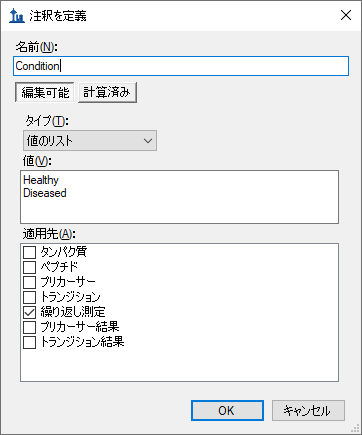 注釈を定義
名前(N):
Condition
編集可能 計算済み
タイプ(T):
値のリスト
値(V):
Healthy
Diseased
適用先(A):
タンパク質
ペプチド
プリカーサー
トランジション
繰り返し測定
プリカーサー結果
トランジション結果
OK キャンセル